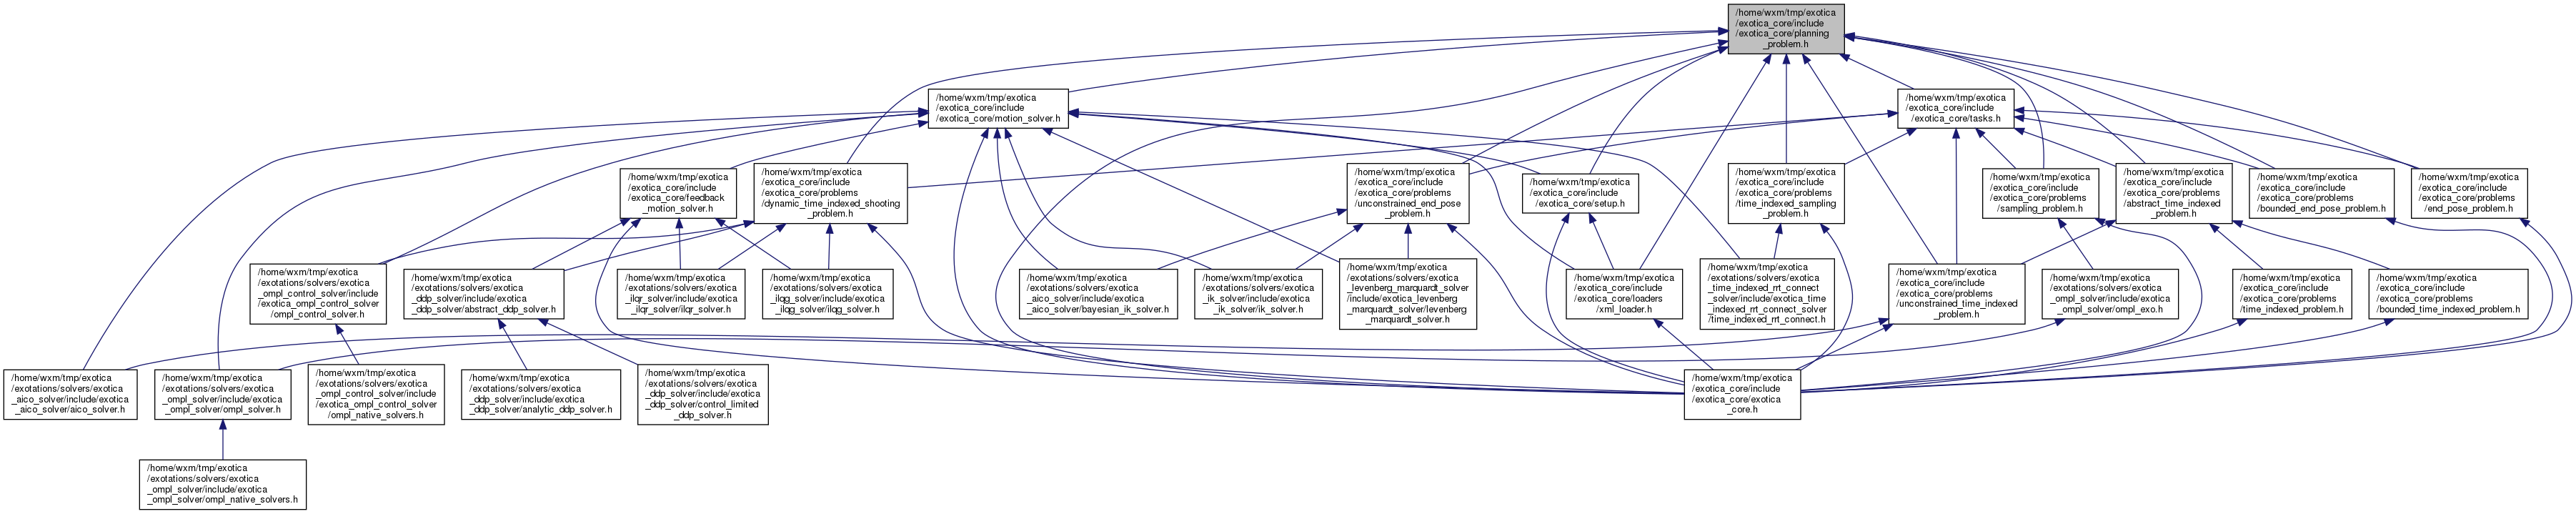 /home/wxm/tmp/exotica
/exotica_core/include
/exotica_core/planning
_problem.h
/home/wxm/tmp/exotica
/exotica_core/include
/exotica_core/motion_solver.h
/home/wxm/tmp/exotica
/exotica_core/include
/exotica_core/tasks.h
/home/wxm/tmp/exotica
/exotica_core/include
/exotica_core/feedback
_motion_solver.h
/home/wxm/tmp/exotica
/exotica_core/include
/exotica_core/problems
/dynamic_time_indexed_shooting
_problem.h
/home/wxm/tmp/exotica
/exotica_core/include
/exotica_core/problems
/unconstrained_end_pose
_problem.h
/home/wxm/tmp/exotica
/exotica_core/include
/exotica_core/setup.h
/home/wxm/tmp/exotica
/exotica_core/include
/exotica_core/problems
/time_indexed_sampling
_problem.h
/home/wxm/tmp/exotica
/exotica_core/include
/exotica_core/problems
/sampling_problem.h
/home/wxm/tmp/exotica
/exotica_core/include
/exotica_core/problems
/abstract_time_indexed
_problem.h
/home/wxm/tmp/exotica
/exotica_core/include
/exotica_core/problems
/bounded_end_pose_problem.h
/home/wxm/tmp/exotica
/exotica_core/include
/exotica_core/problems
/end_pose_problem.h
/home/wxm/tmp/exotica
/exotations/solvers/exotica
_ompl_control_solver/include
/exotica_ompl_control_solver
/ompl_control_solver.h
/home/wxm/tmp/exotica
/exotations/solvers/exotica
_ddp_solver/include/exotica
_ddp_solver/abstract_ddp_solver.h
/home/wxm/tmp/exotica
/exotations/solvers/exotica
_ilqr_solver/include/exotica
_ilqr_solver/ilqr_solver.h
/home/wxm/tmp/exotica
/exotations/solvers/exotica
_ilqg_solver/include/exotica
_ilqg_solver/ilqg_solver.h
/home/wxm/tmp/exotica
/exotations/solvers/exotica
_aico_solver/include/exotica
_aico_solver/bayesian_ik_solver.h
/home/wxm/tmp/exotica
/exotations/solvers/exotica
_ik_solver/include/exotica
_ik_solver/ik_solver.h
/home/wxm/tmp/exotica
/exotations/solvers/exotica
_levenberg_marquardt_solver
/include/exotica_levenberg
_marquardt_solver/levenberg
_marquardt_solver.h
/home/wxm/tmp/exotica
/exotica_core/include
/exotica_core/loaders
/xml_loader.h
/home/wxm/tmp/exotica
/exotations/solvers/exotica
_time_indexed_rrt_connect
_solver/include/exotica_time
_indexed_rrt_connect_solver
/time_indexed_rrt_connect.h
/home/wxm/tmp/exotica
/exotica_core/include
/exotica_core/problems
/unconstrained_time_indexed
_problem.h
/home/wxm/tmp/exotica
/exotations/solvers/exotica
_ompl_solver/include/exotica
_ompl_solver/ompl_exo.h
/home/wxm/tmp/exotica
/exotica_core/include
/exotica_core/problems
/time_indexed_problem.h
/home/wxm/tmp/exotica
/exotica_core/include
/exotica_core/problems
/bounded_time_indexed_problem.h
/home/wxm/tmp/exotica
/exotations/solvers/exotica
_aico_solver/include/exotica
_aico_solver/aico_solver.h
/home/wxm/tmp/exotica
/exotations/solvers/exotica
_ompl_solver/include/exotica
_ompl_solver/ompl_solver.h
/home/wxm/tmp/exotica
/exotations/solvers/exotica
_ompl_control_solver/include
/exotica_ompl_control_solver
/ompl_native_solvers.h
/home/wxm/tmp/exotica
/exotations/solvers/exotica
_ddp_solver/include/exotica
_ddp_solver/analytic_ddp_solver.h
/home/wxm/tmp/exotica
/exotations/solvers/exotica
_ddp_solver/include/exotica
_ddp_solver/control_limited
_ddp_solver.h
/home/wxm/tmp/exotica
/exotica_core/include
/exotica_core/exotica
_core.h
/home/wxm/tmp/exotica
/exotations/solvers/exotica
_ompl_solver/include/exotica
_ompl_solver/ompl_native_solvers.h